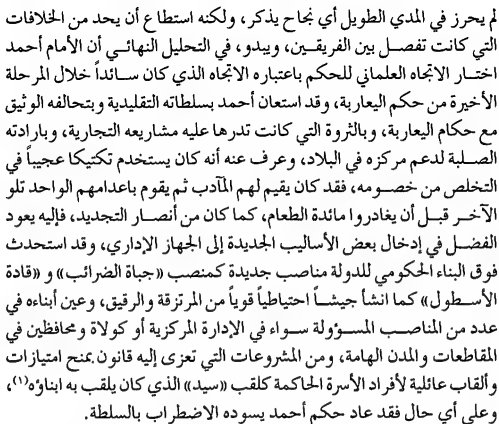 لم يحرز في المدي الطويل أي نجاح يذكر، ولكنه استطاع أن يحد من الخلافات
التي كانت تفصل بين الفريقين، ويبدو، في التحليل النهائي أن الأمام أحمد
اختار الاتجاه العلماني للحكم باعتباره الاتجاه الذي كان سائداً خلال المرحلة
الأخيرة من حكم اليعاربة، وقد استعان أحمد بسلطاته التقليدية وبتحالفه الوثيق
مع حكام اليعاربة، وبالثروة التي كانت تدرها عليه مشاريعه التجارية، وبارادته
الصلبة لدعم مركزه في البلاد، وعرف عنه أنه كان يستخدم تكتيكا عجيباً في
التخلص من خصومه، فقد كان يقيم لهم المآدب ثم يقوم باعدامهم الواحد تلو
الآخر قبل أن يغادروا مائدة الطعام، كما كان من أنصار التجديد، فإليه يعود
الفضل في إدخال بعض الأساليب الجديدة إلى الجهاز الإداري، وقد استحدث
فوق البناء الحكومي للدولة مناصب جديدة كمنصب «جباة الضرائب» و «قادة
الأسطول» كما انشأ جيشاً احتياطياً قوياً من المرتزقة والرقيق، وعين أبناءه في
عدد من المناصب المسؤولة سواء في الإدارة المركزية أو كولاة ومحافظين في
المقاطعات والمدن الهامة، ومن المشروعات التي تعزى إليه قانون بمنح امتيازات
وألقاب عائلية لأفراد الأسرة الحاكمة كلقب «سيد» الذي كان يلقب به ابناؤه(١)،
وعلى أي حال فقد عاد حكم أحمد يسوده الاضطراب بالسلطة.